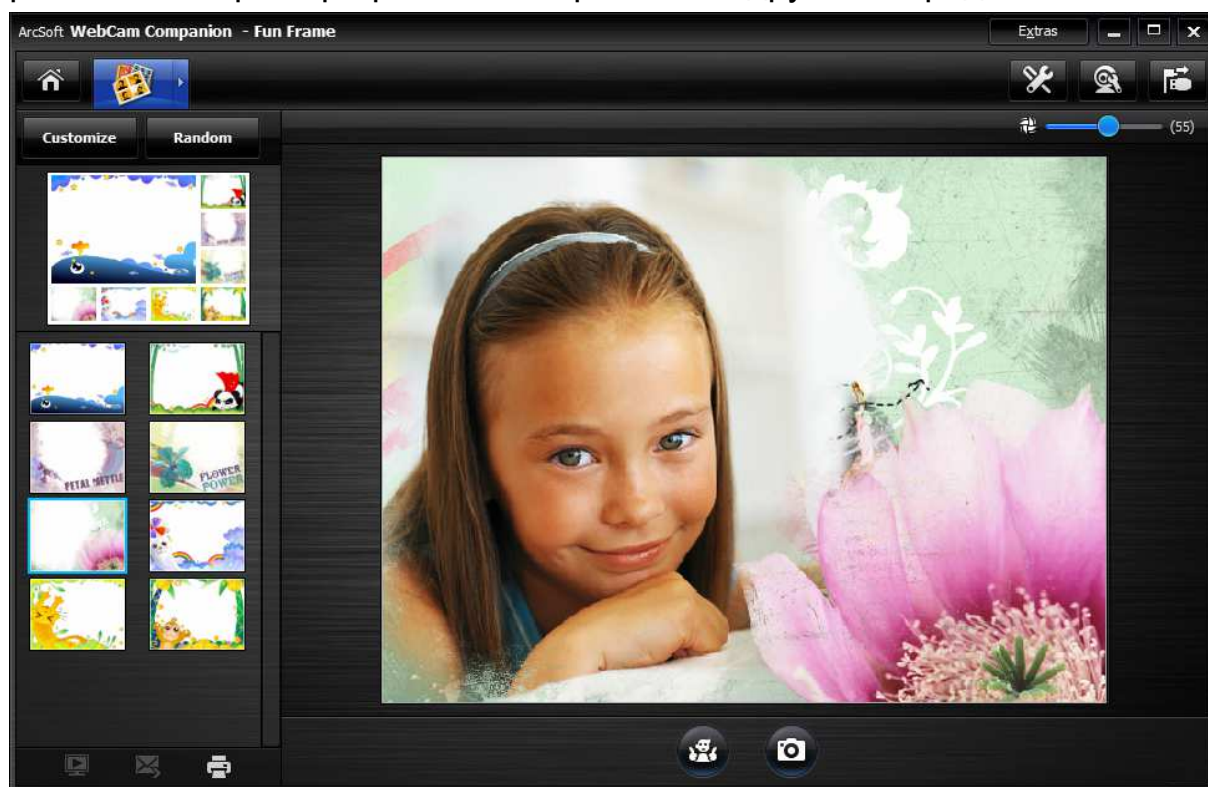 ArcSoft WebCam Companion - Fun Frame
Extras
Customize
Random
(55)
PETAL METTLE
FLOWER
POWER